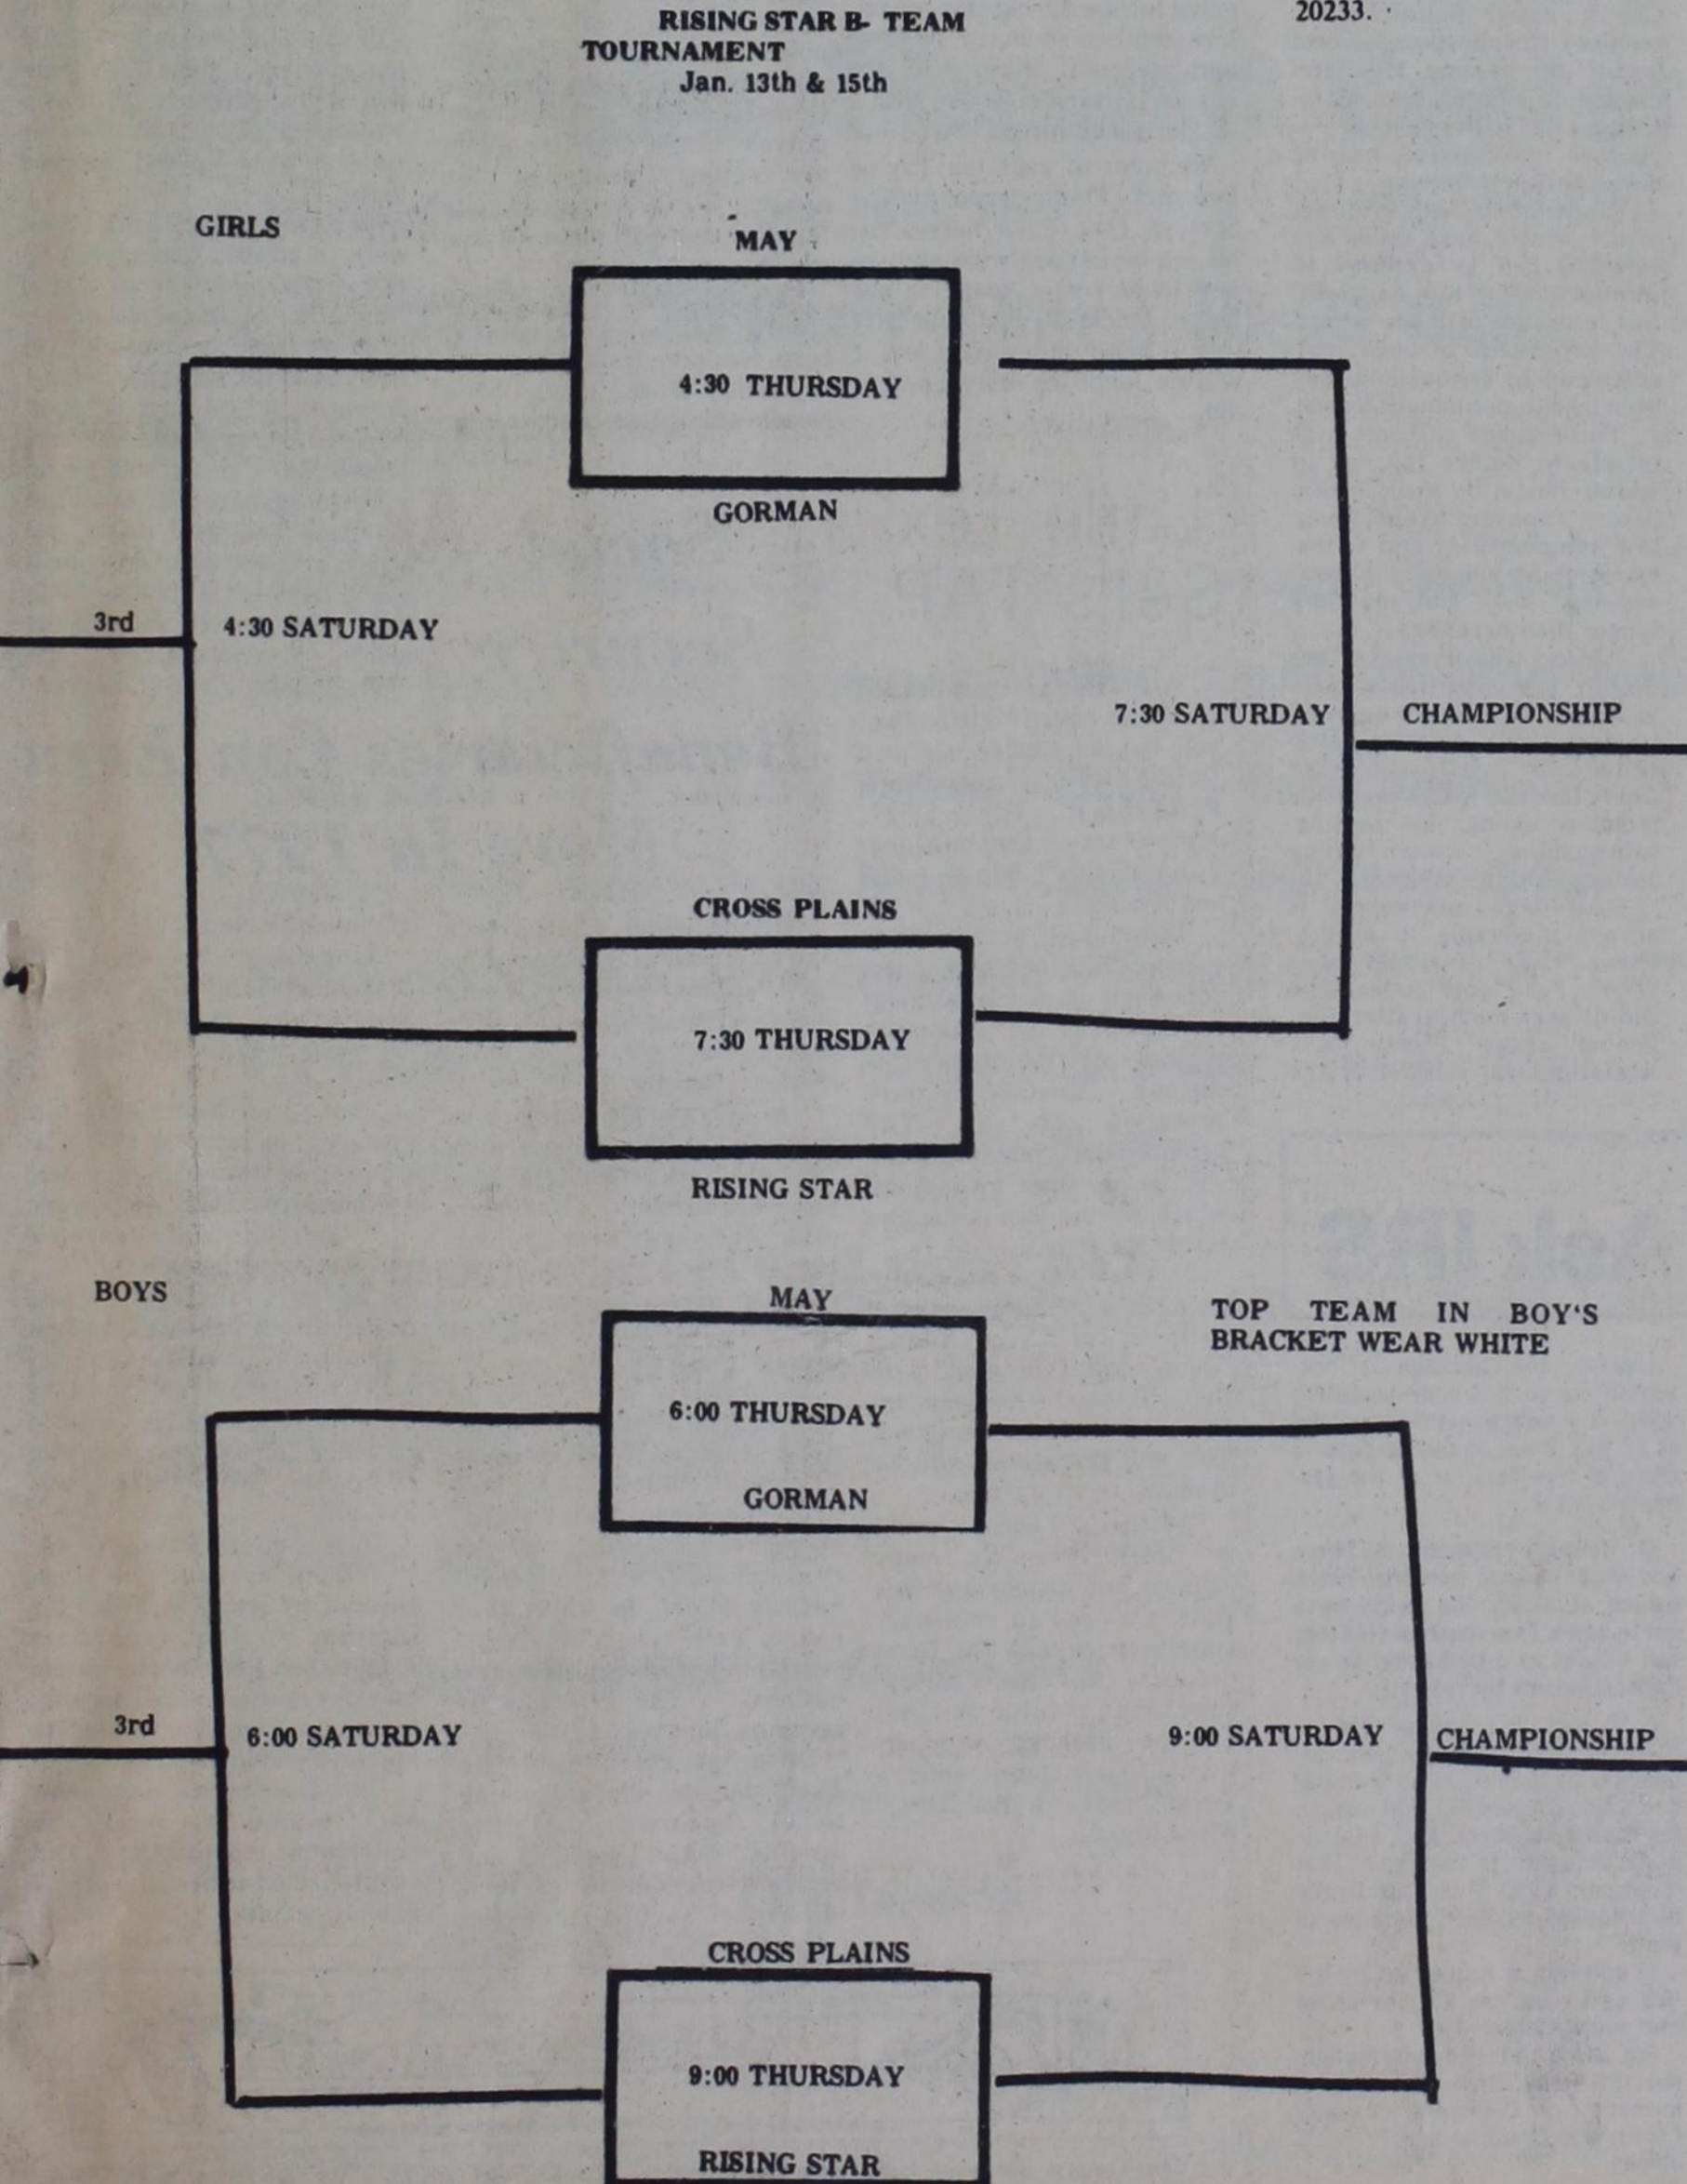 20233.
RISING STAR B- TEAM
TOURNAMENT
Jan. 13th & 15th
GIRLS
MAY
4:30 THURSDAY
GORMAN
3rd
4:30 SATURDAY
7:30 SATURDAY
CHAMPIONSHIP
CROSS PLAINS
7:30 THURSDAY
RISING STAR
BOYS
MAY
TOP TEAM IN BOY'S
BRACKET WEAR WHITE
6:00 THURSDAY
GORMAN
3rd
6:00 SATURDAY
9:00 SATURDAY
CHAMPIONSHIP
CROSS PLAINS
9:00 THURSDAY
RISING STAR